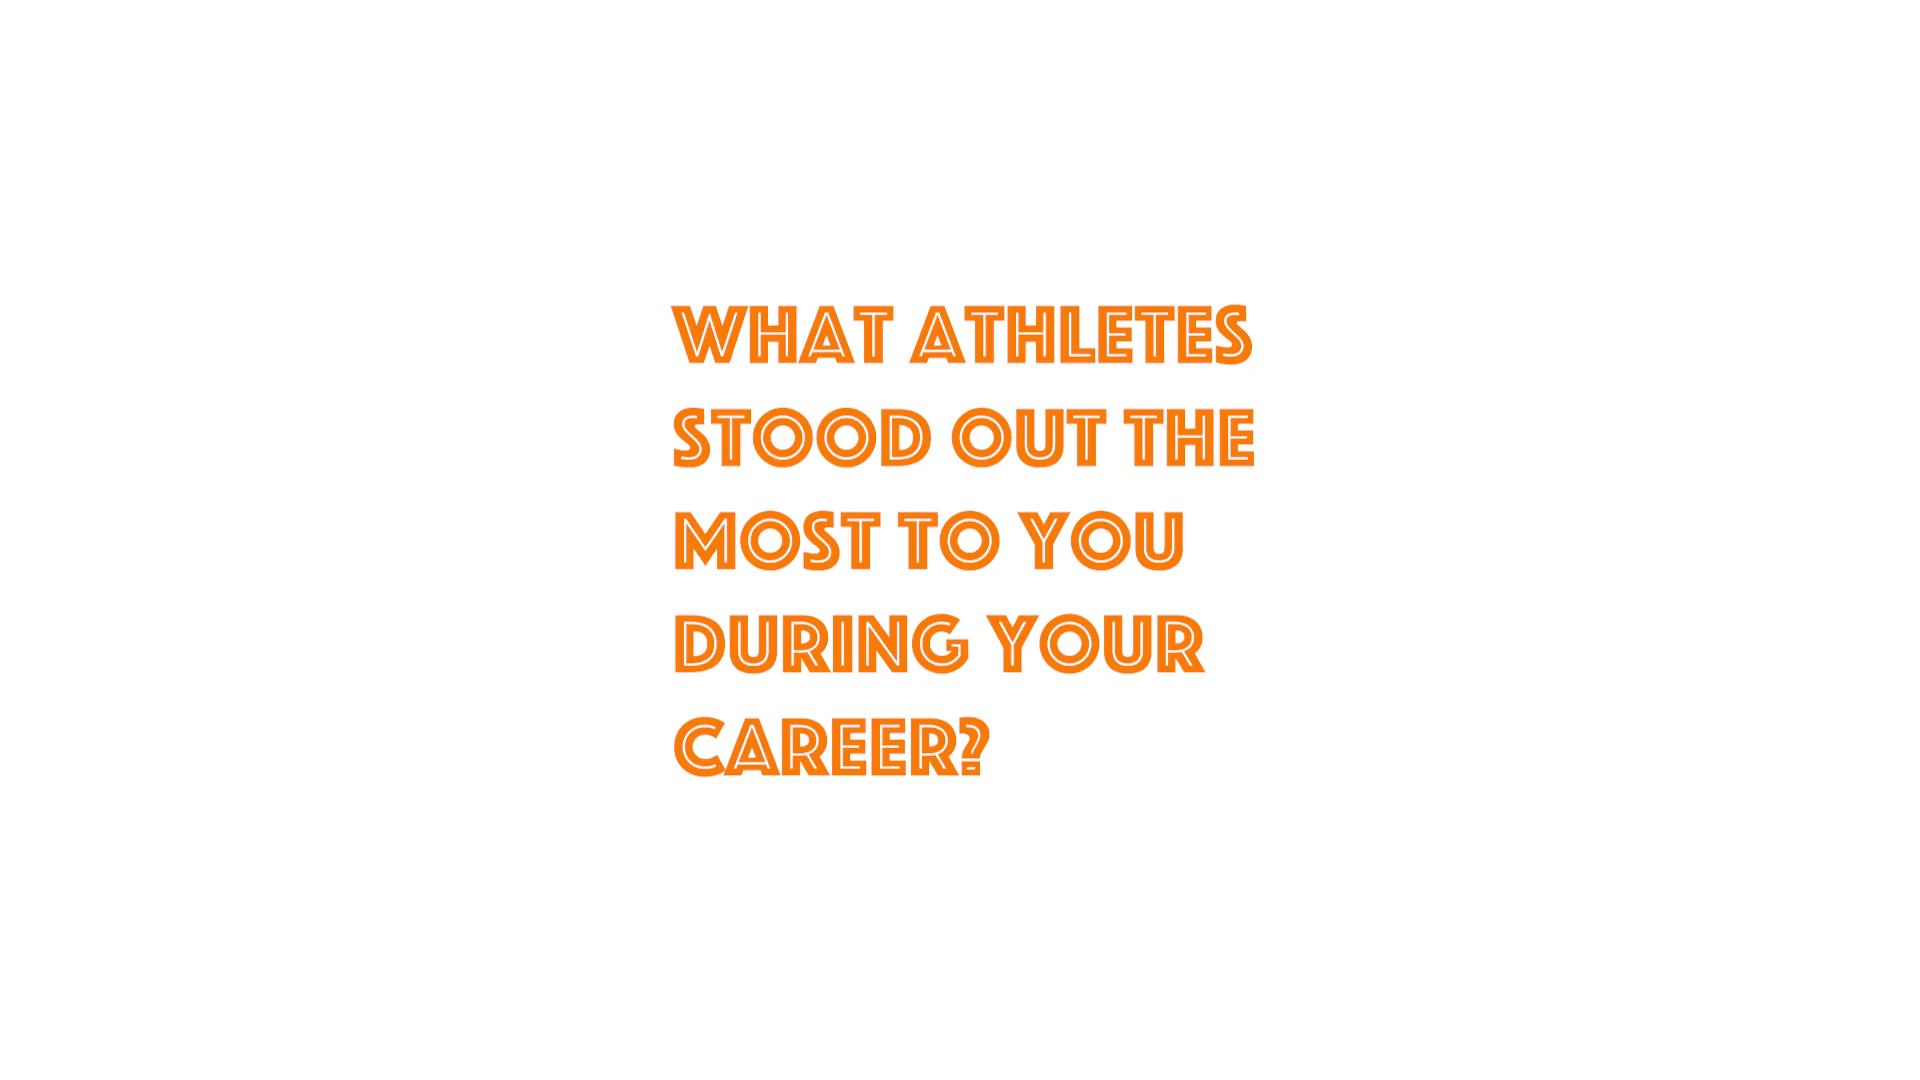 WHAT ATHLETES
STOOD OUT THE
MOST TO YOU
DURING YOUR
CAREER?